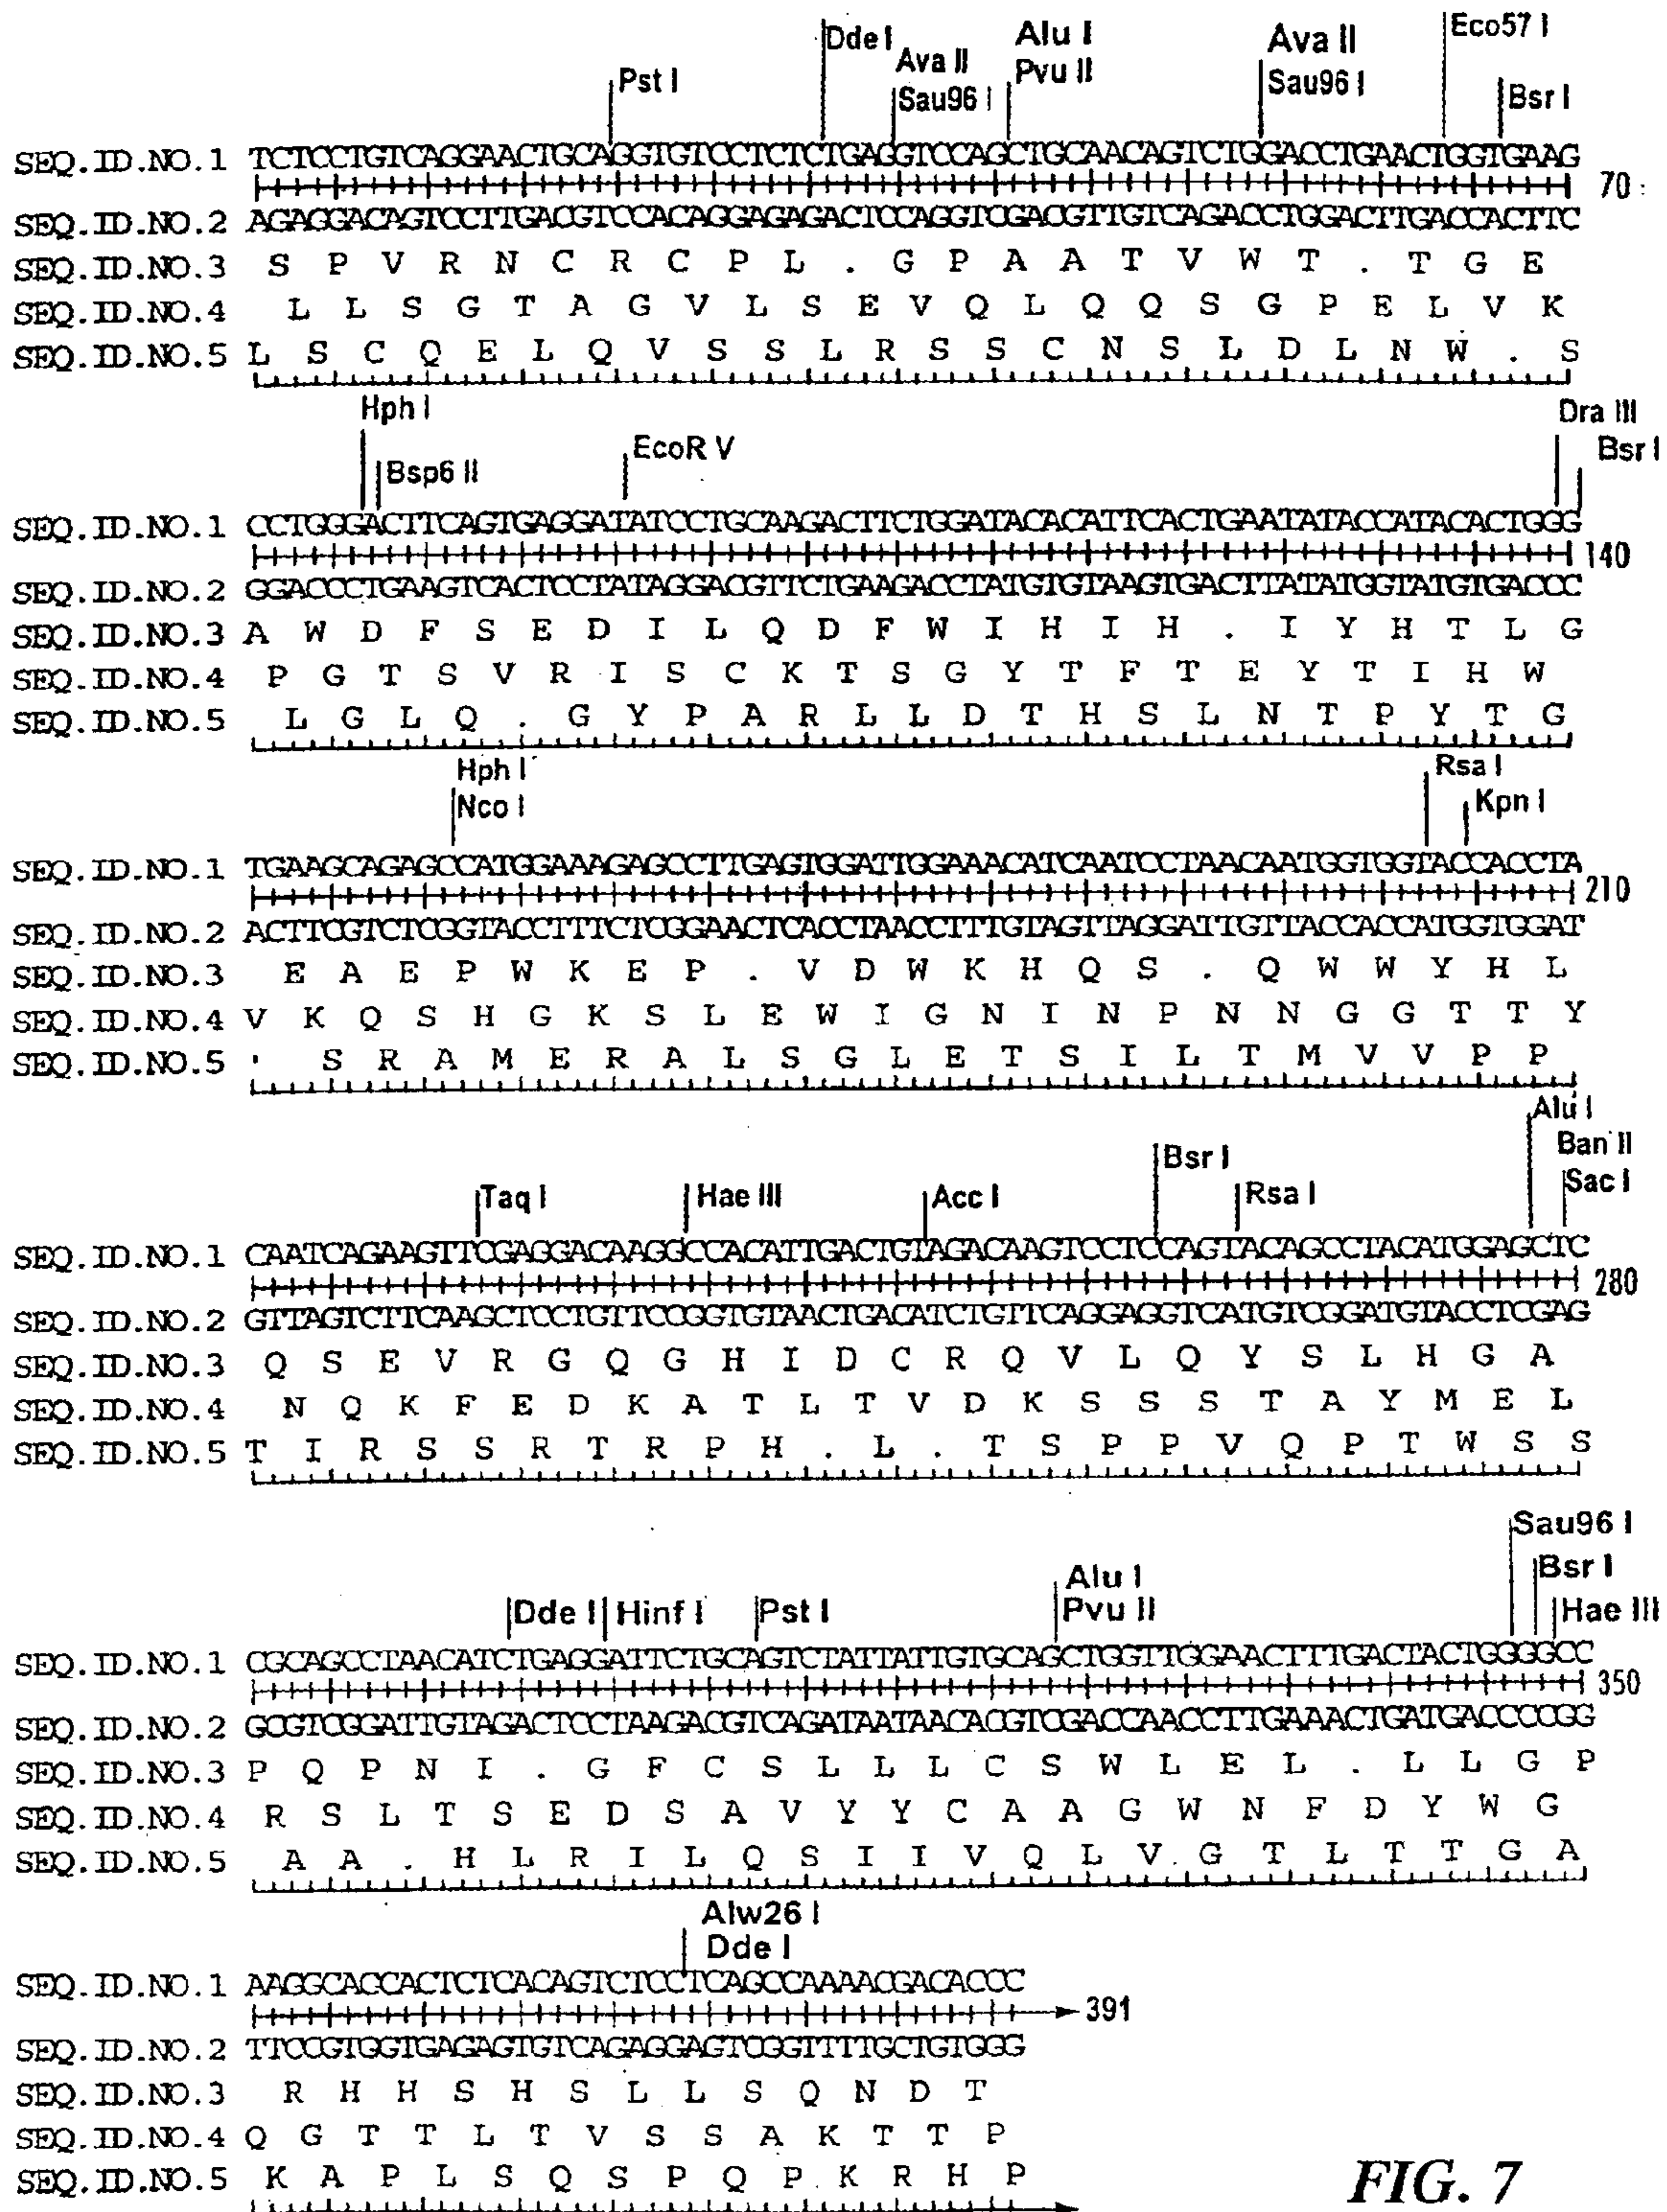 Dde I Alu I Ava II Eco57 I
Pst I Ava II Pvu II Sau96 I Bsr I
Sau96 I
SEQ.ID.NO.1 TCTCCTGTCAGGAACTGCAGGTGTCCTCTCTGAGGTCCAGCTGCAACAGTCTGGACCTGAACTGGTGAAG
70
SEQ.ID.NO.2 AGAGGACAGTCCTTGACGTCCACAGGAGAGACTCCAGGTCGACGTTGTCAGACCTGGACTTGACCACTTC
SEQ.ID.NO.3 S P V R N C R C P L . G P A A T V W T . T G E
SEQ.ID.NO.4 L L S G T A G V L S E V Q L Q Q S G P E L V K
SEQ.ID.NO.5 L S C Q E L Q V S S L R S S C N S L D L N W . S
Hph I Dra III
Bsp6 II EcoR V Bsr I
SEQ.ID.NO.1 CCTGGGACTTCAGTGAGGATATCCTGCAAGACTTCTGGATACACATTCACTGAATATACCATACACTGGG
140
SEQ.ID.NO.2 GGACCCTGAAGTCACTCCTATAGGACGTTCTGAAGACCTATGTGTAAGTGACTTATATGGTATGTGACCC
SEQ.ID.NO.3 A W D F S E D I L Q D F W I H I H . I Y H T L G
SEQ.ID.NO.4 P G T S V R I S C K T S G Y T F T E Y T I H W
SEQ.ID.NO.5 L G L Q . G Y P A R L L D T H S L N T P Y T G
Hph I Rsa I
Nco I Kpn I
SEQ.ID.NO.1 TGAAGCAGAGCCATGGAAAGAGCCTTGAGTGGATTGGAAACATCAATCCTAACAATGGTGGTACCACCTA
210
SEQ.ID.NO.2 ACTTCGTCTCGGTACCTTTCTCGGAACTCACCTAACCTTTGTAGTTAGGATTGTTACCACCATGGTGGAT
SEQ.ID.NO.3 E A E P W K E P . V D W K H Q S . Q W W Y H L
SEQ.ID.NO.4 V K Q S H G K S L E W I G N I N P N N G G T T Y
SEQ.ID.NO.5 . S R A M E R A L S G L E T S I L T M V V P P
Alu I
Bsr I Ban II
Taq I Hae III Acc I Rsa I Sac I
SEQ.ID.NO.1 CAATCAGAAGTTCGAGGACAAGGCCACATTGACTGTAGACAAGTCCTCCAGTACAGCCTACATGGAGCTC
280
SEQ.ID.NO.2 GTTAGTCTTCAAGCTCCTGTTCCGGTGTAACTGACATCTGTTCAGGAGGTCATGTCGGATGTACCTCGAG
SEQ.ID.NO.3 Q S E V R G Q G H I D C R Q V L Q Y S L H G A
SEQ.ID.NO.4 N Q K F E D K A T L T V D K S S S T A Y M E L
SEQ.ID.NO.5 T I R S S R T R P H . L . T S P P V Q P T W S S
Sau96 I
Alu I Bsr I
Dde I Hinf I Pst I Pvu II Hae III
SEQ.ID.NO.1 CGCAGCCTAACATCTGAGGATTCTGCAGTCTATTATTGTGCAGCTGGTTGGAACTTTGACTACTGGGGCC
350
SEQ.ID.NO.2 GCGTCGGATTGTAGACTCCTAAGACGTCAGATAATAACACGTCGACCAACCTTGAAACTGATGACCCCGG
SEQ.ID.NO.3 P Q P N I . G F C S L L L C S W L E L . L L G P
SEQ.ID.NO.4 R S L T S E D S A V Y Y C A A G W N F D Y W G
SEQ.ID.NO.5 A A . H L R I L Q S I I V Q L V G T L T T G A
Alw26 I
Dde I
SEQ.ID.NO.1 AAGGCACCACTCTCACAGTCTCCTCAGCCAAAACGACACCC
391
SEQ.ID.NO.2 TTCCGTGGTGAGAGTGTCAGAGGAGTCGGTTTTGCTGTGGG
SEQ.ID.NO.3 R H H S H S L L S Q N D T
SEQ.ID.NO.4 Q G T T L T V S S A K T T P
SEQ.ID.NO.5 K A P L S Q S P Q P K R H P
FIG. 7